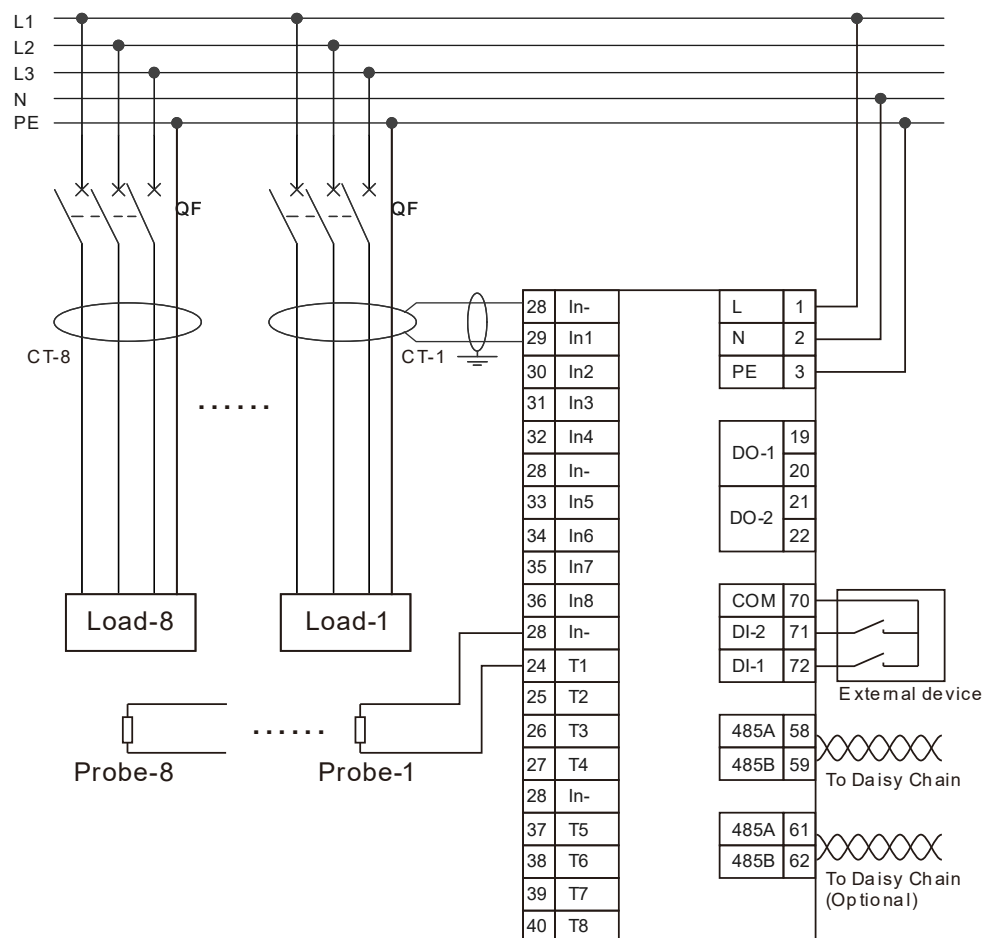 L1
L2
L3
N
PE
QF
QF
CT-8
CT-1
......
Load-8
Load-1
......
Probe-8
Probe-1
28 In-
29 In1
30 In2
31 In3
32 In4
28 In-
33 In5
34 In6
35 In7
36 In8
28 In-
24 T1
25 T2
26 T3
27 T4
28 In-
37 T5
38 T6
39 T7
40 T8
L 1
N 2
PE 3
DO-1 19
20
DO-2 21
22
COM 70
DI-2 71
DI-1 72
External device
485A 58
485B 59
To Daisy Chain
485A 61
485B 62
To Daisy Chain
(Optional)